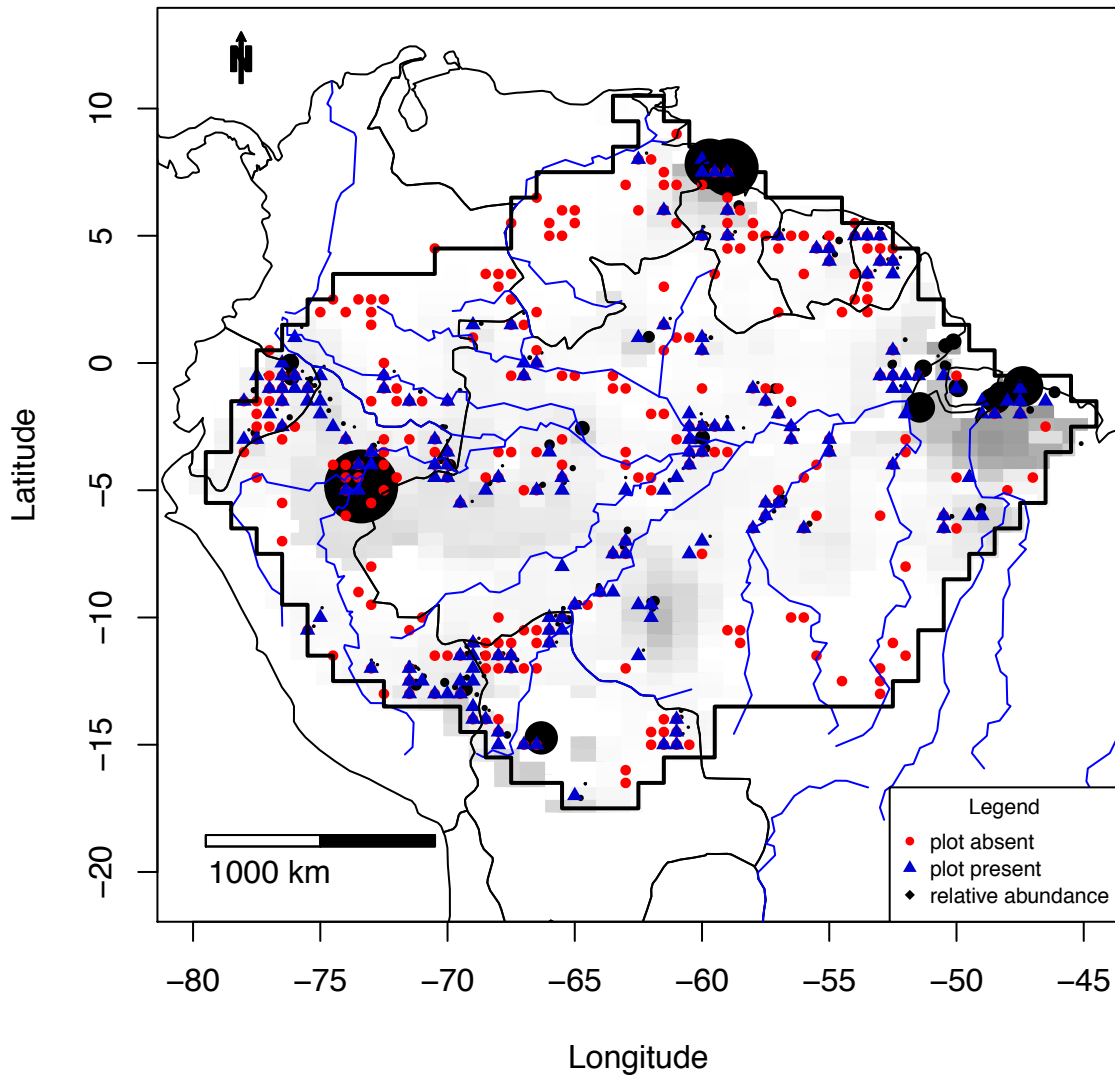 N
10
5
0
−5
−10
−15
−20
Latitude
1000 km
Legend
plot absent
plot present
relative abundance
−80
−75
−70
−65
−60
−55
−50
−45
Longitude